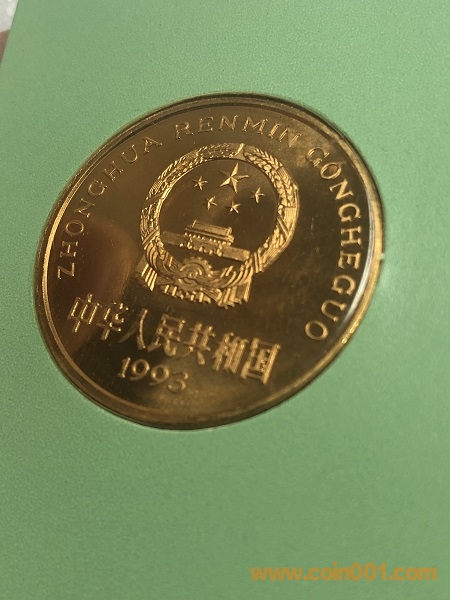 ZHONGHUA RENMIN GONGHEGUO
中华人民共和国
1993
www.coin001.com